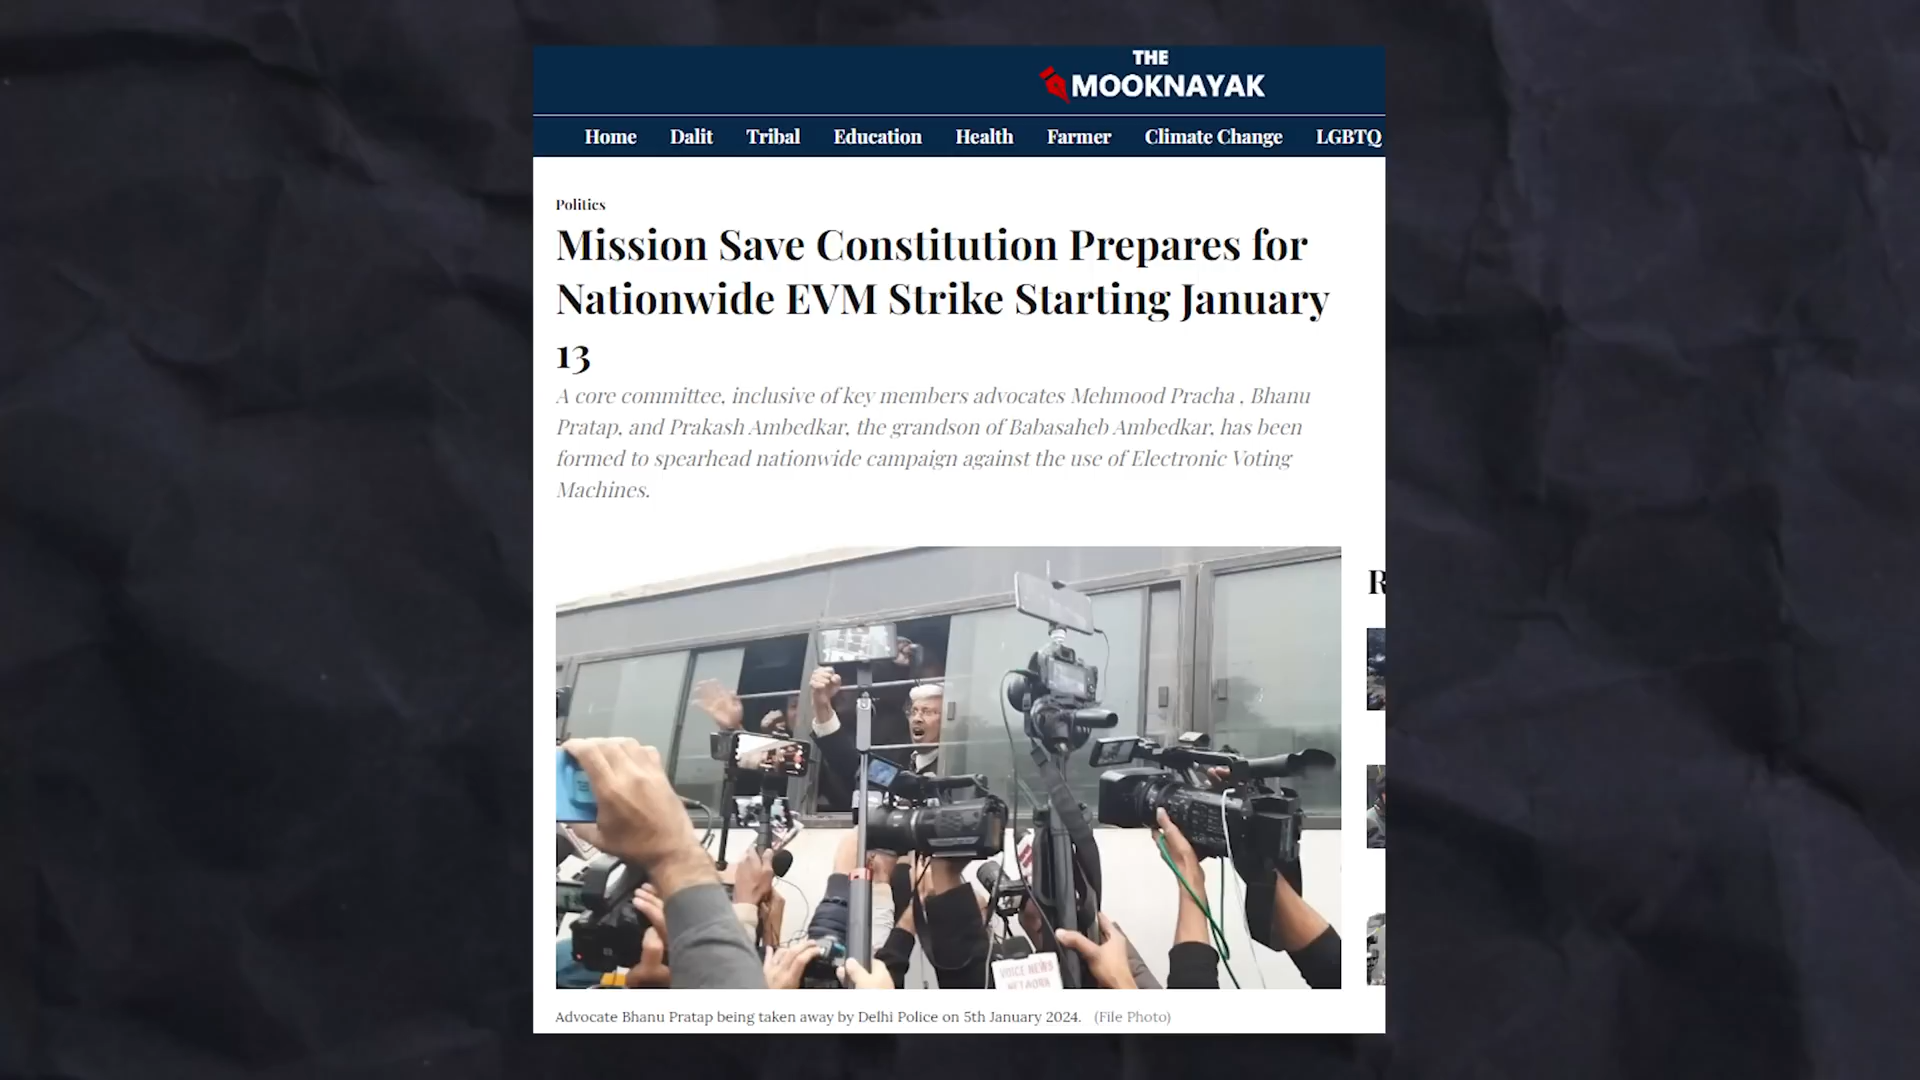 THE
MOOKNAYAK
Home Dalit Tribal Education Health Farmer Climate Change LGBTQ
Politics
Mission Save Constitution Prepares for
Nationwide EVM Strike Starting January
13
A core committee, inclusive of key members advocates Mehmood Pracha , Bhanu
Pratap, and Prakash Ambedkar, the grandson of Babasaheb Ambedkar, has been
formed to spearhead nationwide campaign against the use of Electronic Voting
Machines.
R
VOICE NEWS
NETWORK
Advocate Bhanu Pratap being taken away by Delhi Police on 5th January 2024. (File Photo)